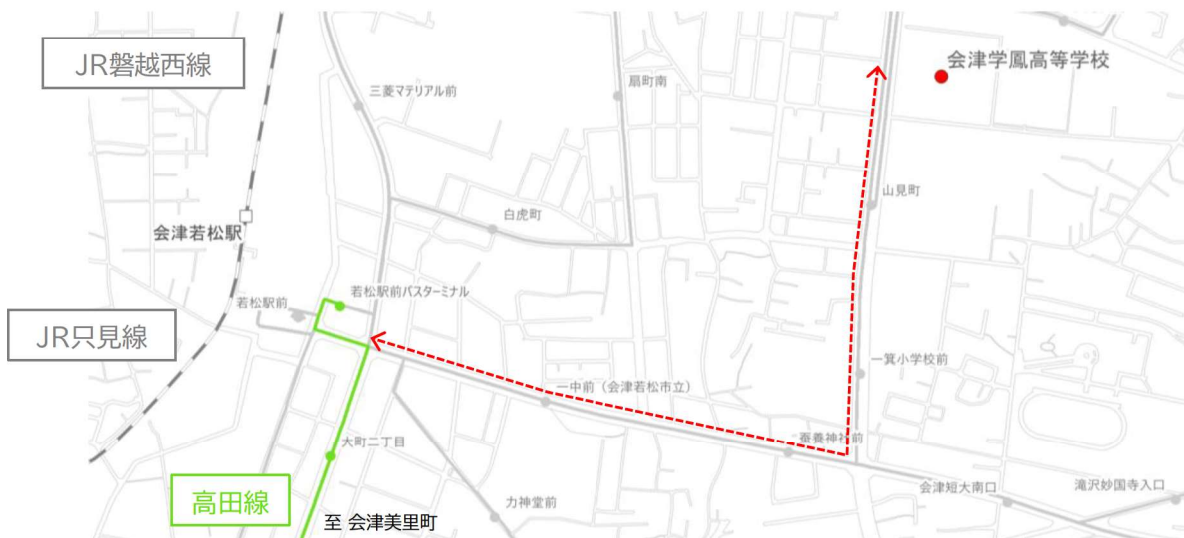 JR磐越西線
会津学鳳高等学校
扇町南
三菱マテリアル前
山見町
白虎町
会津若松駅
若松駅前バスターミナル
若松駅前
JR只見線
一箕小学校前
一中前（会津若松市立）
大町二丁目
蚕養神社前
会津短大南口
滝沢妙国寺入口
高田線
力神堂前
至 会津美里町